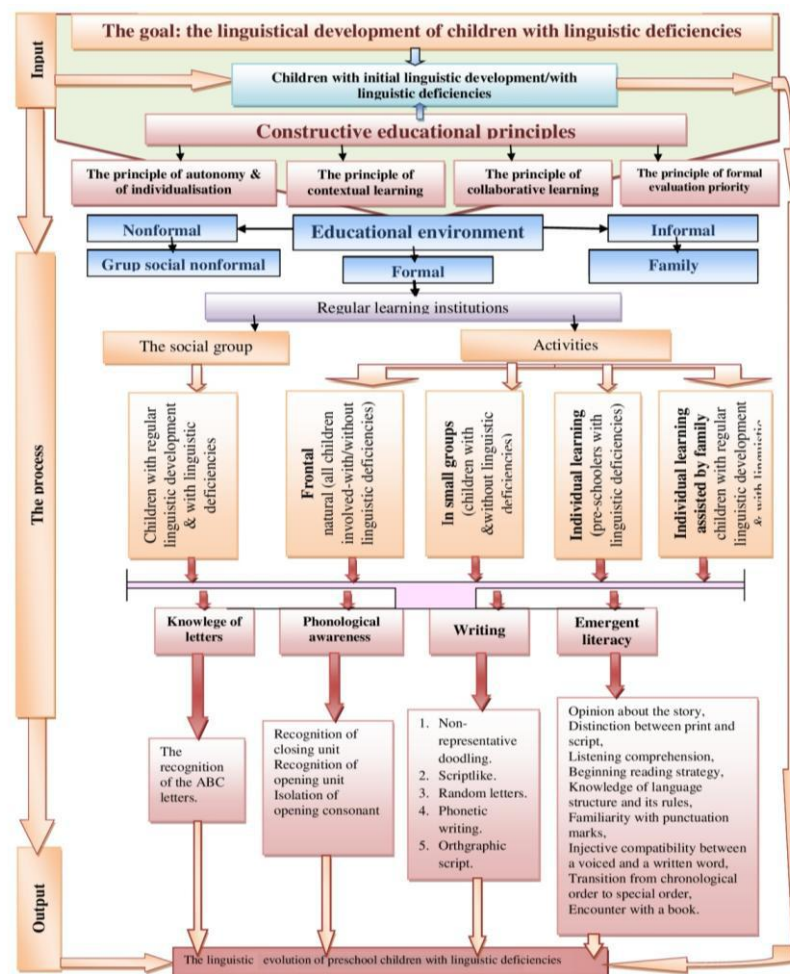 The goal: the linguistical development of children with linguistic deficiencies
Input
Children with initial linguistic development/with
linguistic deficiencies
Constructive educational principles
The principle of autonomy &
of individualisation
The principle of
contextual learning
The principle of
collaborative learning
The principle of formal
evaluation priority
Nonformal
Educational environment
Informal
Grup social nonformal
Formal
Family
Regular learning institutions
The process
The social group
Activities
Children with regular
linguistic development
& with linguistic
deficiencies
Frontal
natural (all children
involved-with/without
linguistic deficiencies)
In small groups
(children with
&without linguistic
deficiencies)
Individual learning
(pre-schoolers with
linguistic deficiencies)
Individual learning
assisted by family
children with regular
linguistic development
& with linguistic
Knowlege of
letters
Phonological
awareness
Writing
Emergent
literacy
The
recognition
of the ABC
letters.
Recognition of
closing unit
Recognition of
opening unit
Isolation of
opening consonant
1. Non-
representative
doodling.
2. Scriptlike.
3. Random letters.
4. Phonetic
writing.
5. Orthgraphic
script.
Opinion about the story,
Distinction between print and
script,
Listening comprehension,
Beginning reading strategy,
Knowledge of language
structure and its rules,
Familiarity with punctuation
marks,
Injective compatibility between
a voiced and a written word,
Transition from chronological
order to special order,
Encounter with a book.
Output
The linguistic evolution of preschool children with linguistic deficiencies